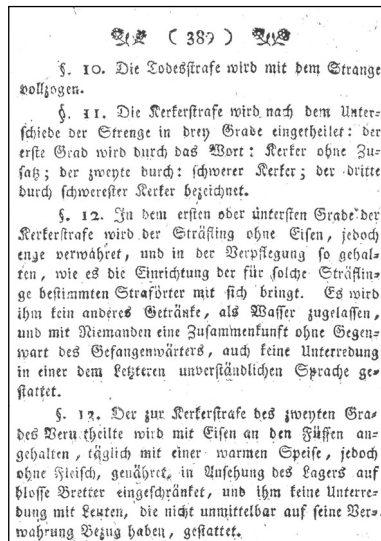 ( 389 )
§. 10. Die Todesstrafe wird mit dem Strange
vollzogen.
§. 11. Die Kerkerstrafe wird nach dem Unter-
schiede der Strenge in drey Grade eingetheilet: der
erste Grad wird durch das Wort: Kerker ohne Zu-
satz; der zweyte durch: schwerer Kerker; der dritte
durch schwerester Kerker bezeichnet.
§. 12. In dem ersten oder untersten Grade der
Kerkerstrafe wird der Sträfling ohne Eisen, jedoch
enge verwahret, und in der Verpflegung so gehal-
ten, wie es die Einrichtung der für solche Sträflin-
ge bestimmten Straförter mit sich bringt. Es wird
ihm kein anderes Getränke, als Wasser zugelassen,
und mit Niemanden eine Zusammenkunft ohne Gegen-
wart des Gefangenwärters, auch keine Unterredung
in einer dem Letzteren unverständlichen Sprache ge-
stattet.
§. 13. Der zur Kerkerstrafe des zweyten Gra-
des Verurtheilte wird mit Eisen an den Füssen an-
gehalten, täglich mit einer warmen Speise, jedoch
ohne Fleisch, genähret, in Ansehung des Lagers auf
blosse Bretter eingeschränket, und ihm keine Unterre-
dung mit Leuten, die nicht unmittelbar auf seine Ver-
wahrung Bezug haben, gestattet.